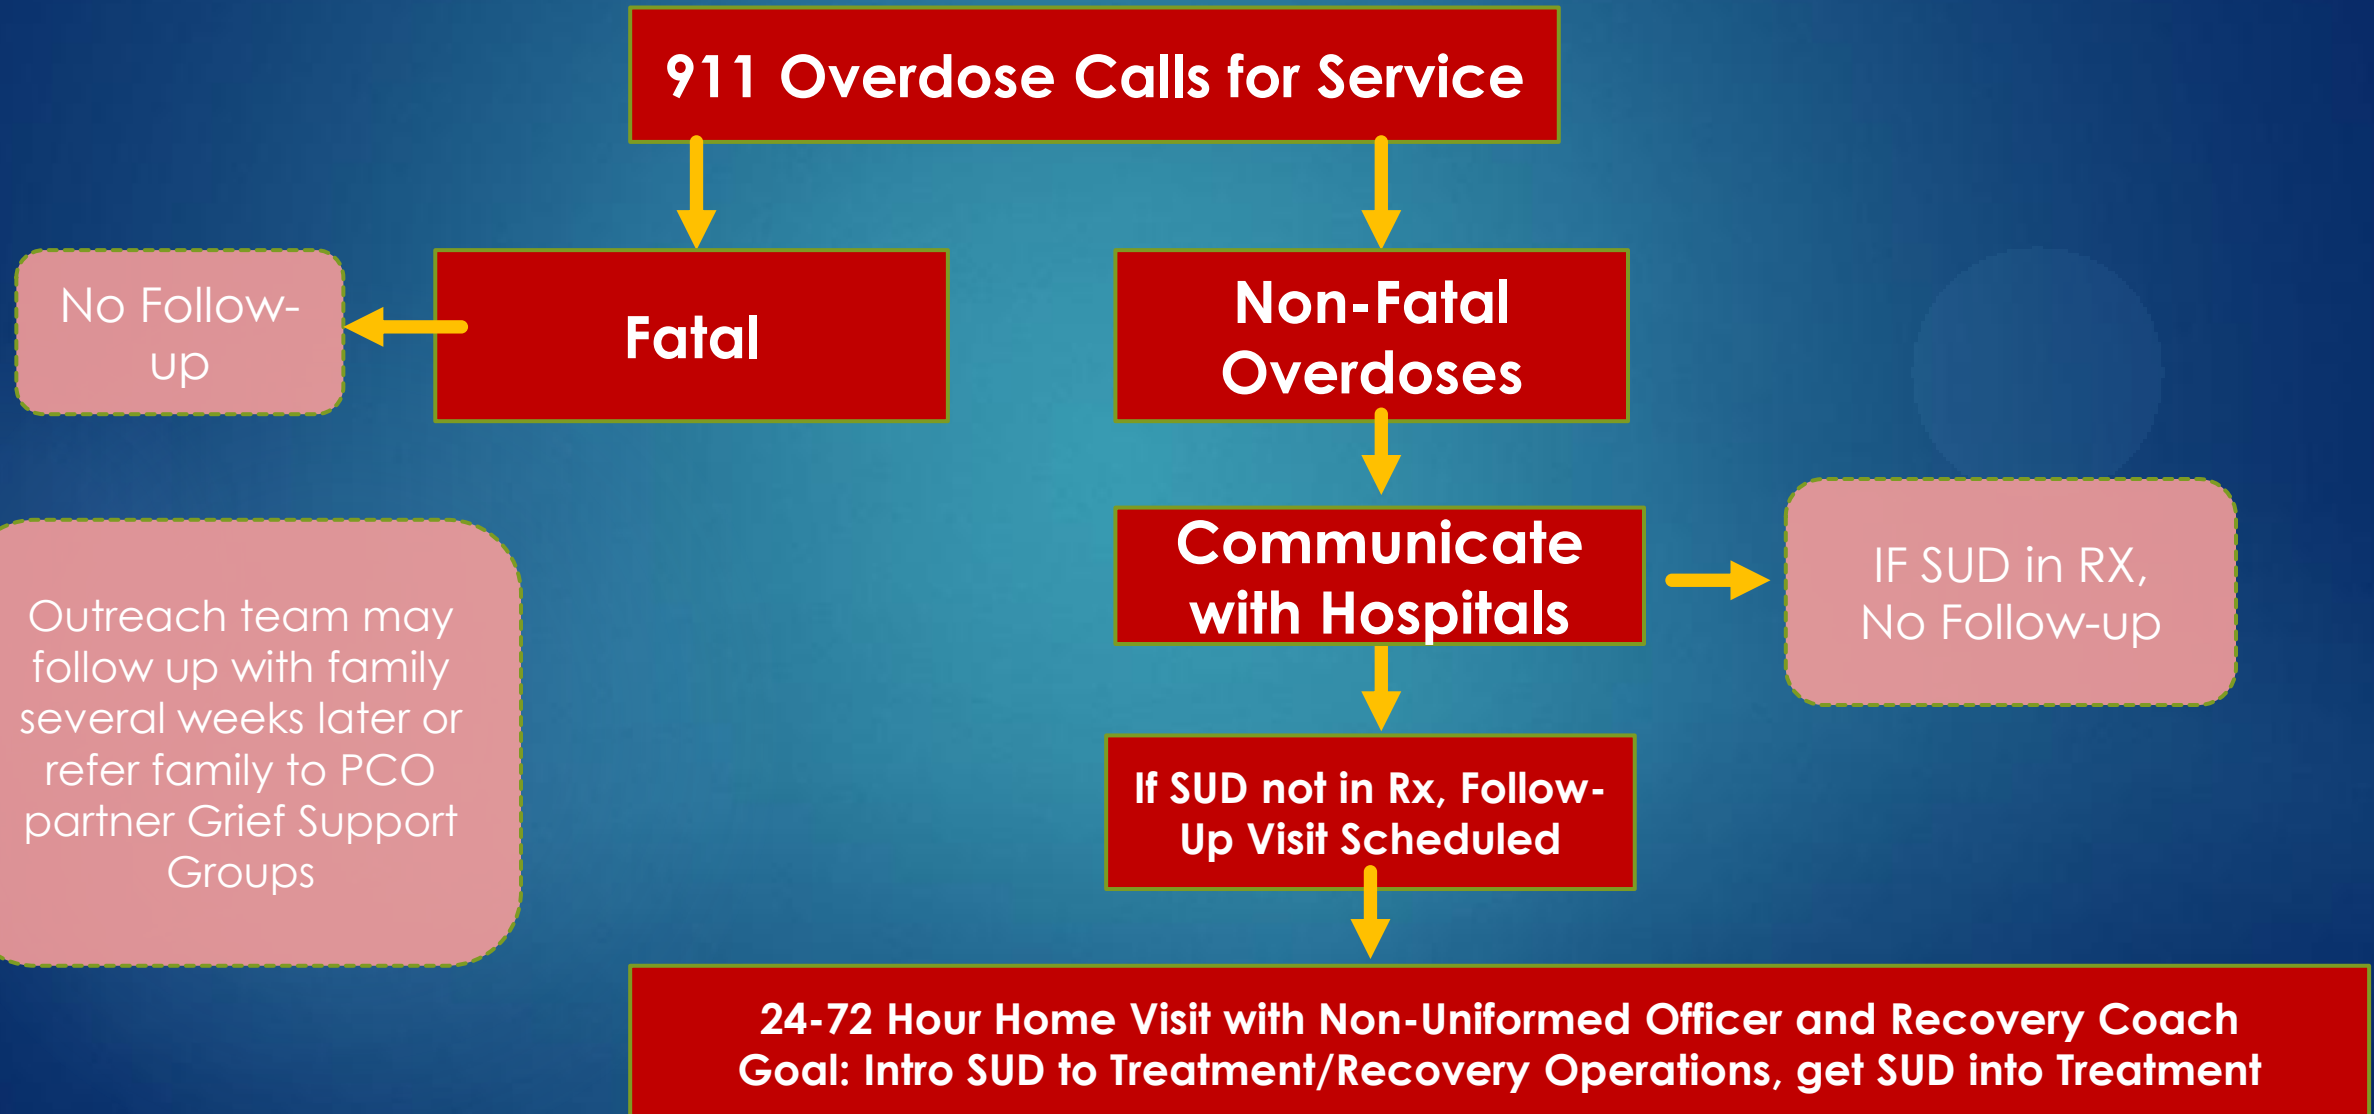 911 Overdose Calls for Service
No Follow-
up
Fatal
Non-Fatal
Overdoses
Outreach team may
follow up with family
several weeks later or
refer family to PCO
partner Grief Support
Groups
Communicate
with Hospitals
IF SUD in RX,
No Follow-up
If SUD not in Rx, Follow-
Up Visit Scheduled
24-72 Hour Home Visit with Non-Uniformed Officer and Recovery Coach
Goal: Intro SUD to Treatment/Recovery Operations, get SUD into Treatment